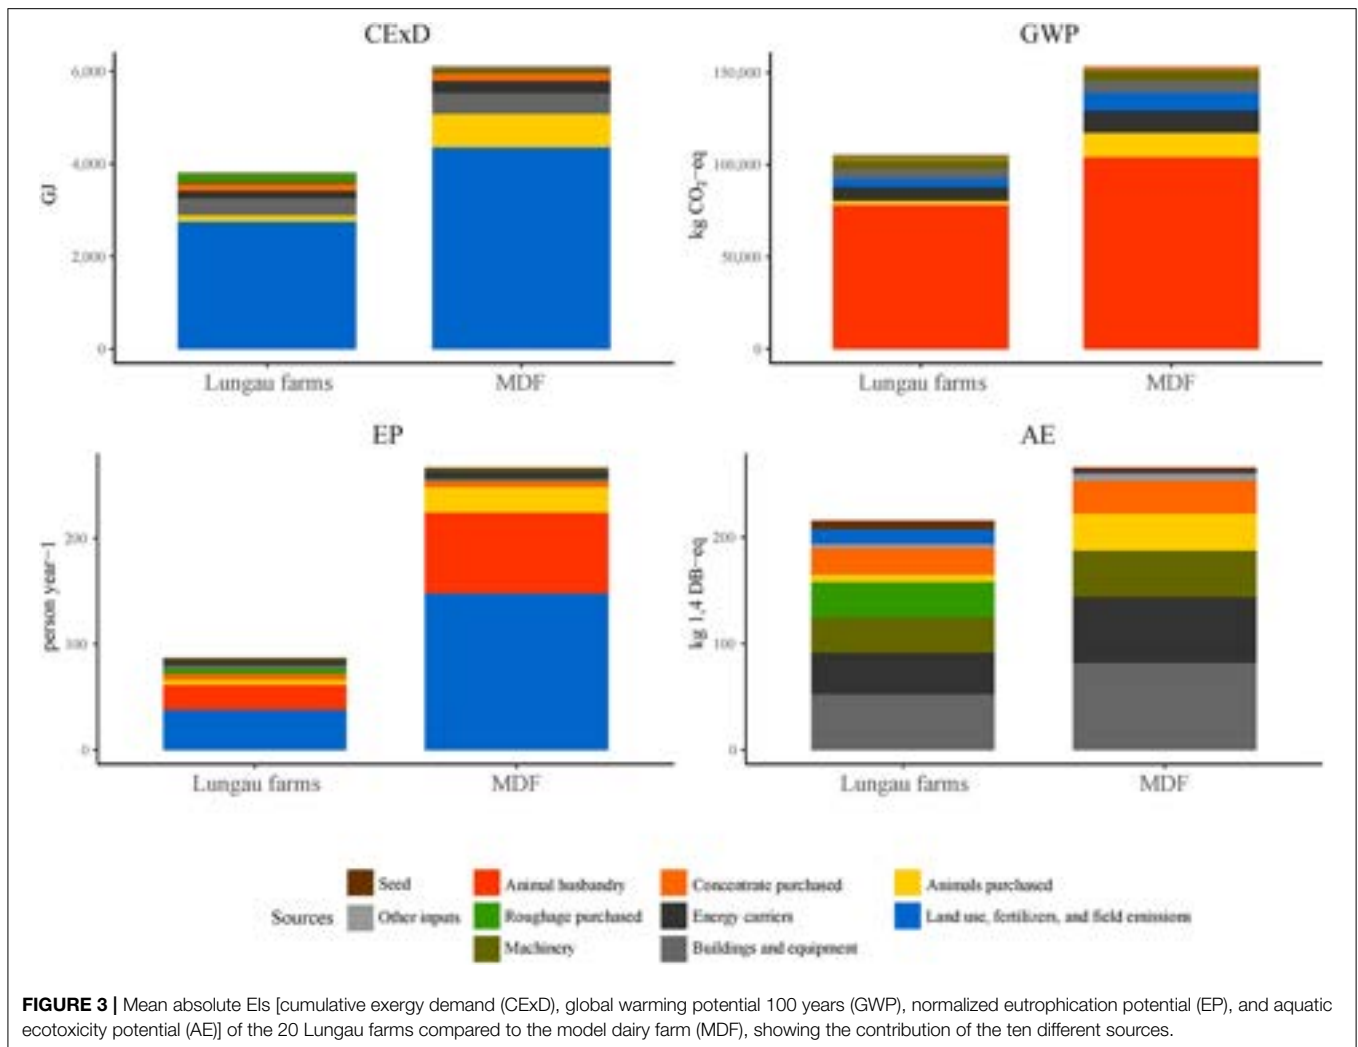 CExD
GWP
6,000
4,000
2,000
0
GJ
Lungau farms
MDF
150,000
100,000
50,000
0
kg CO₂−eq
Lungau farms
MDF
EP
AE
200
100
0
person year−1
Lungau farms
MDF
200
100
0
kg 1,4 DB−eq
Lungau farms
MDF
Sources
Seed
Animal husbandry
Concentrate purchased
Animals purchased
Other inputs
Roughage purchased
Energy carriers
Land use, fertilizers, and field emissions
Machinery
Buildings and equipment
FIGURE 3 | Mean absolute EIs [cumulative exergy demand (CExD), global warming potential 100 years (GWP), normalized eutrophication potential (EP), and aquatic
ecotoxicity potential (AE)] of the 20 Lungau farms compared to the model dairy farm (MDF), showing the contribution of the ten different sources.